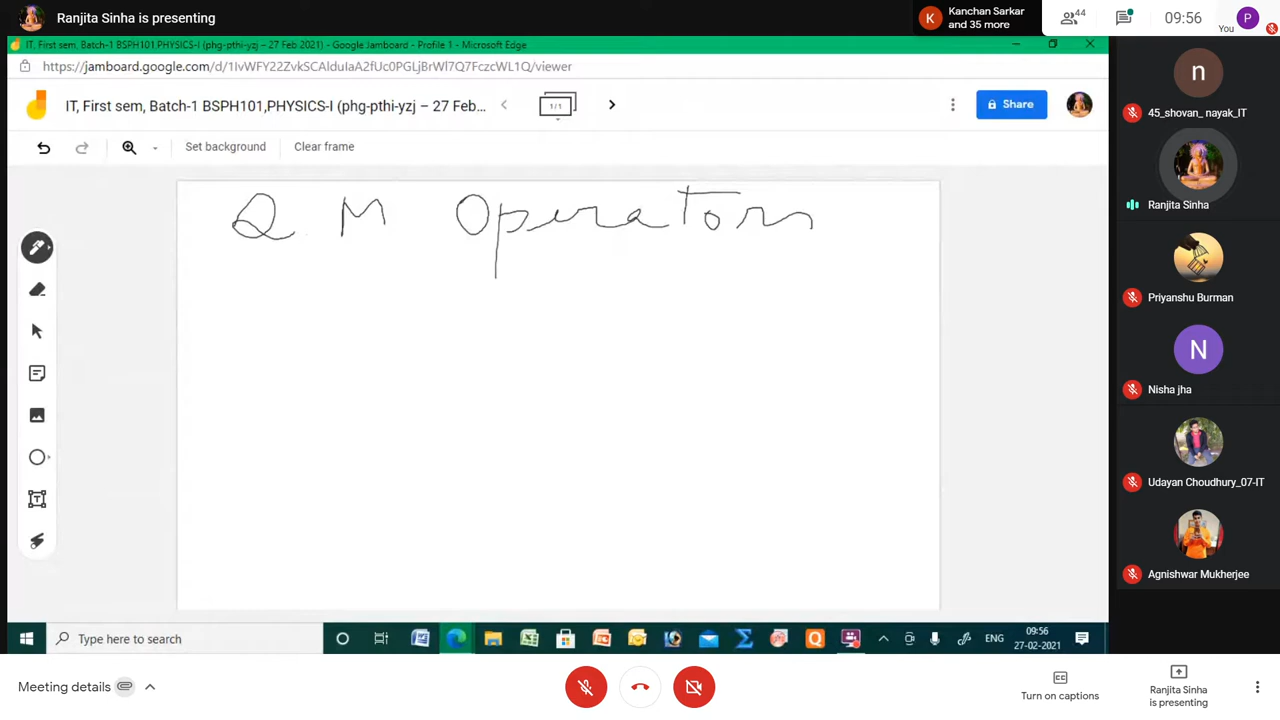 Ranjita Sinha is presenting
Kanchan Sarkar
and 35 more
44
09:56
P
You
IT, First sem, Batch-1 BSPH101,PHYSICS-I (phg-pthi-yzj – 27 Feb 2021) - Google Jamboard - Profile 1 - Microsoft Edge
https://jamboard.google.com/d/1IvWFY22ZvkSCAlduIaA2fUc0PGLjBrWl7Q7FczcWL1Q/viewer
IT, First sem, Batch-1 BSPH101,PHYSICS-I (phg-pthi-yzj – 27 Feb...
1/1
Share
Set background
Clear frame
Q M Operators
n
45_shovan_ nayak_IT
Ranjita Sinha
Priyanshu Burman
N
Nisha jha
Udayan Choudhury_07-IT
Agnishwar Mukherjee
Type here to search
ENG
09:56
27-02-2021
Meeting details
Turn on captions
Ranjita Sinha
is presenting